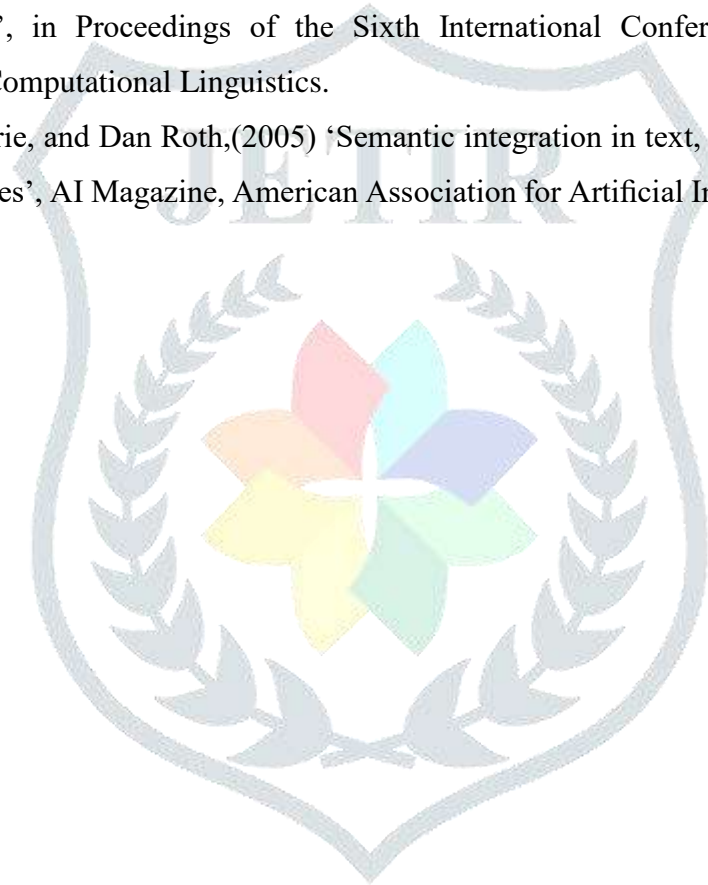 ’, in Proceedings of the Sixth International Confer
Computational Linguistics.
rie, and Dan Roth,(2005) ‘Semantic integration in text,
es’, AI Magazine, American Association for Artificial In
JETIR